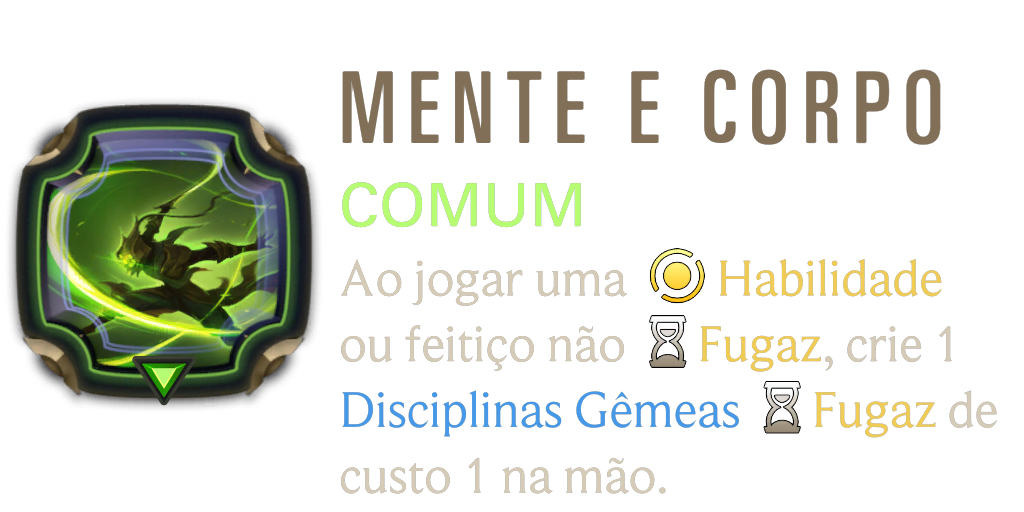 MENTE E CORPO
COMUM
Ao jogar uma Habilidade
ou feitiço não Fugaz, crie 1
Disciplinas Gêmeas Fugaz de
custo 1 na mão.